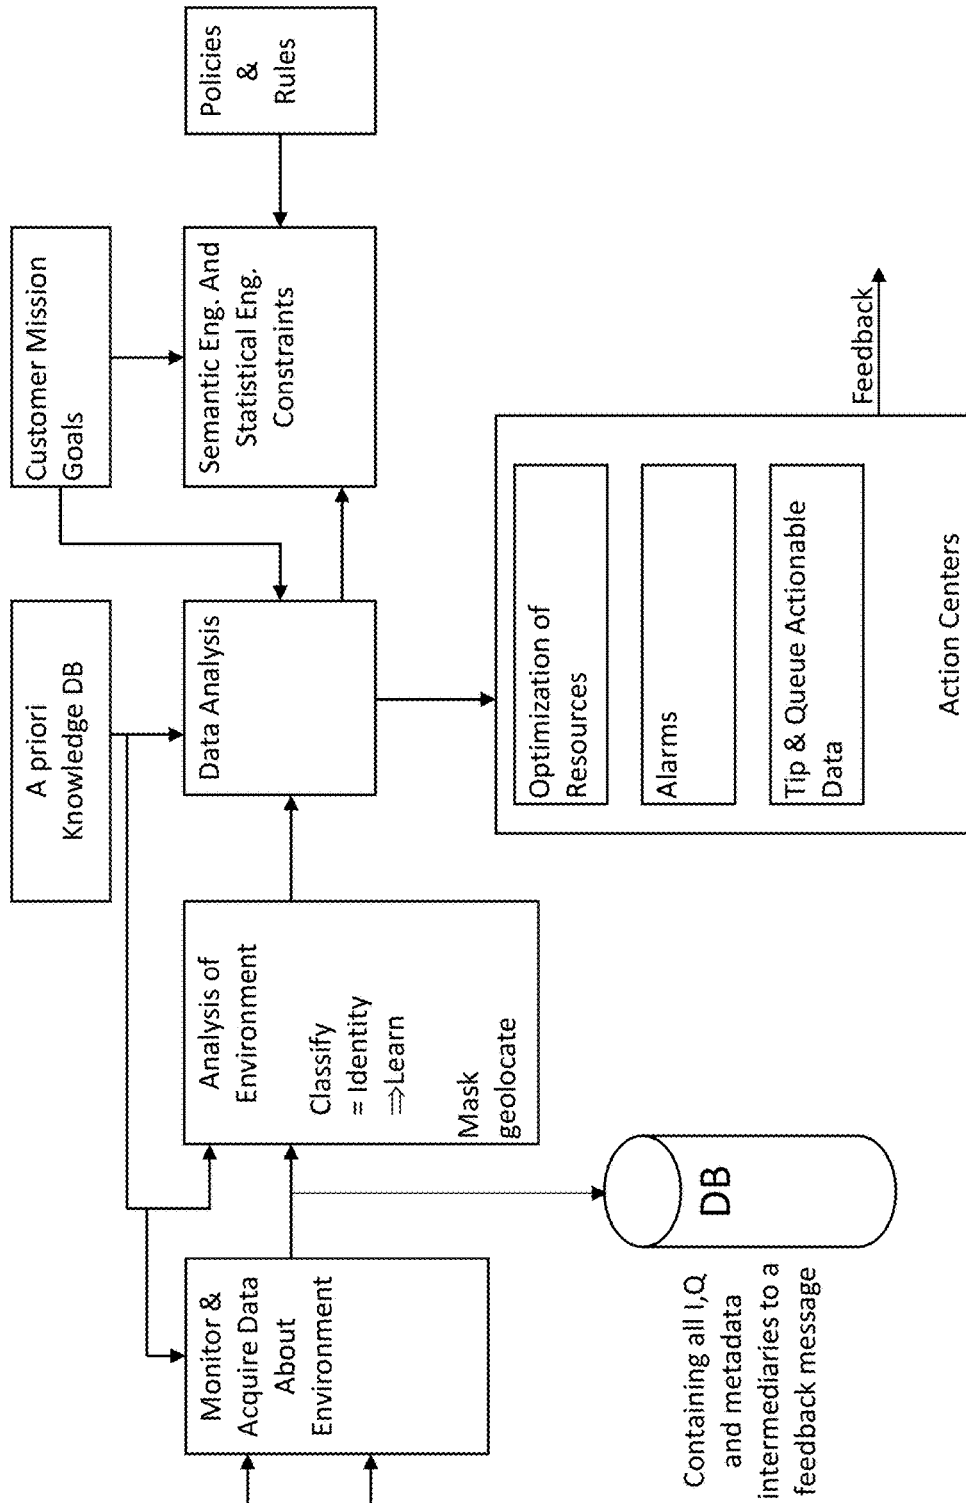 Monitor &
Acquire Data
About
Environment
Containing all I,Q
and metadata
intermediaries to a
feedback message
DB
Analysis of
Environment
Classify
= Identity
⇒Learn
Mask
geolocate
A priori
Knowledge DB
Data Analysis
Customer Mission
Goals
Semantic Eng. And
Statistical Eng.
Constraints
Policies
&
Rules
Optimization of
Resources
Alarms
Tip & Queue Actionable
Data
Action Centers
Feedback